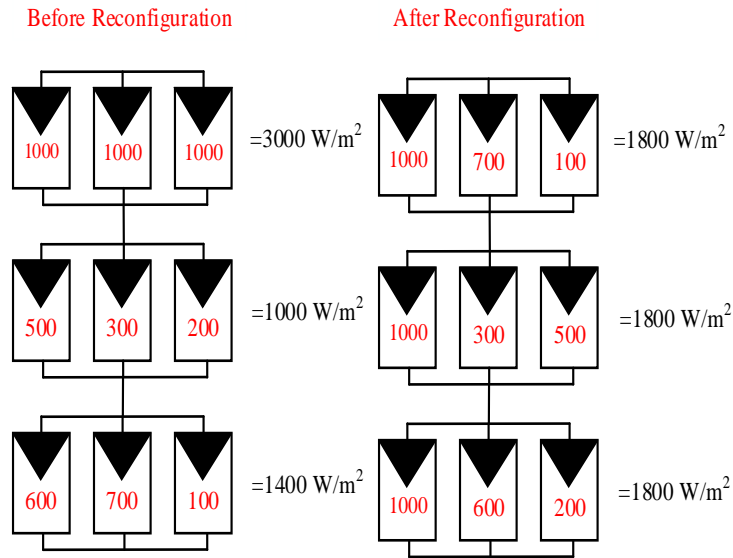 Before Reconfiguration
1000 1000 1000 =3000 W/m²
500 300 200 =1000 W/m²
600 700 100 =1400 W/m²
After Reconfiguration
1000 700 100 =1800 W/m²
1000 300 500 =1800 W/m²
1000 600 200 =1800 W/m²